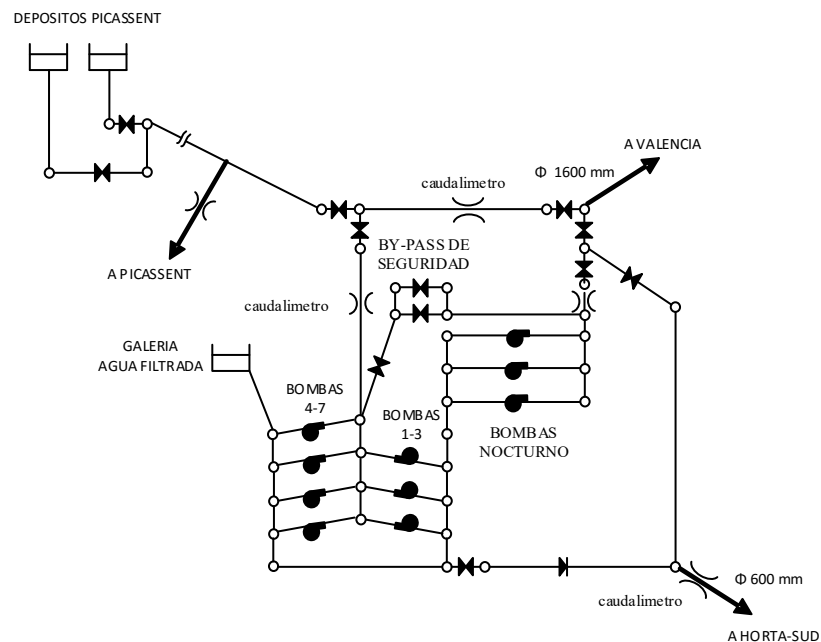 DEPOSITOS PICASSENT
A VALENCIA
Φ 1600 mm
caudalimetro
BY-PASS DE
SEGURIDAD
A PICASSENT
caudalimetro
GALERIA
AGUA FILTRADA
BOMBAS
4-7
BOMBAS
1-3
BOMBAS
NOCTURNO
Φ 600 mm
caudalimetro
A HORTA-SUD